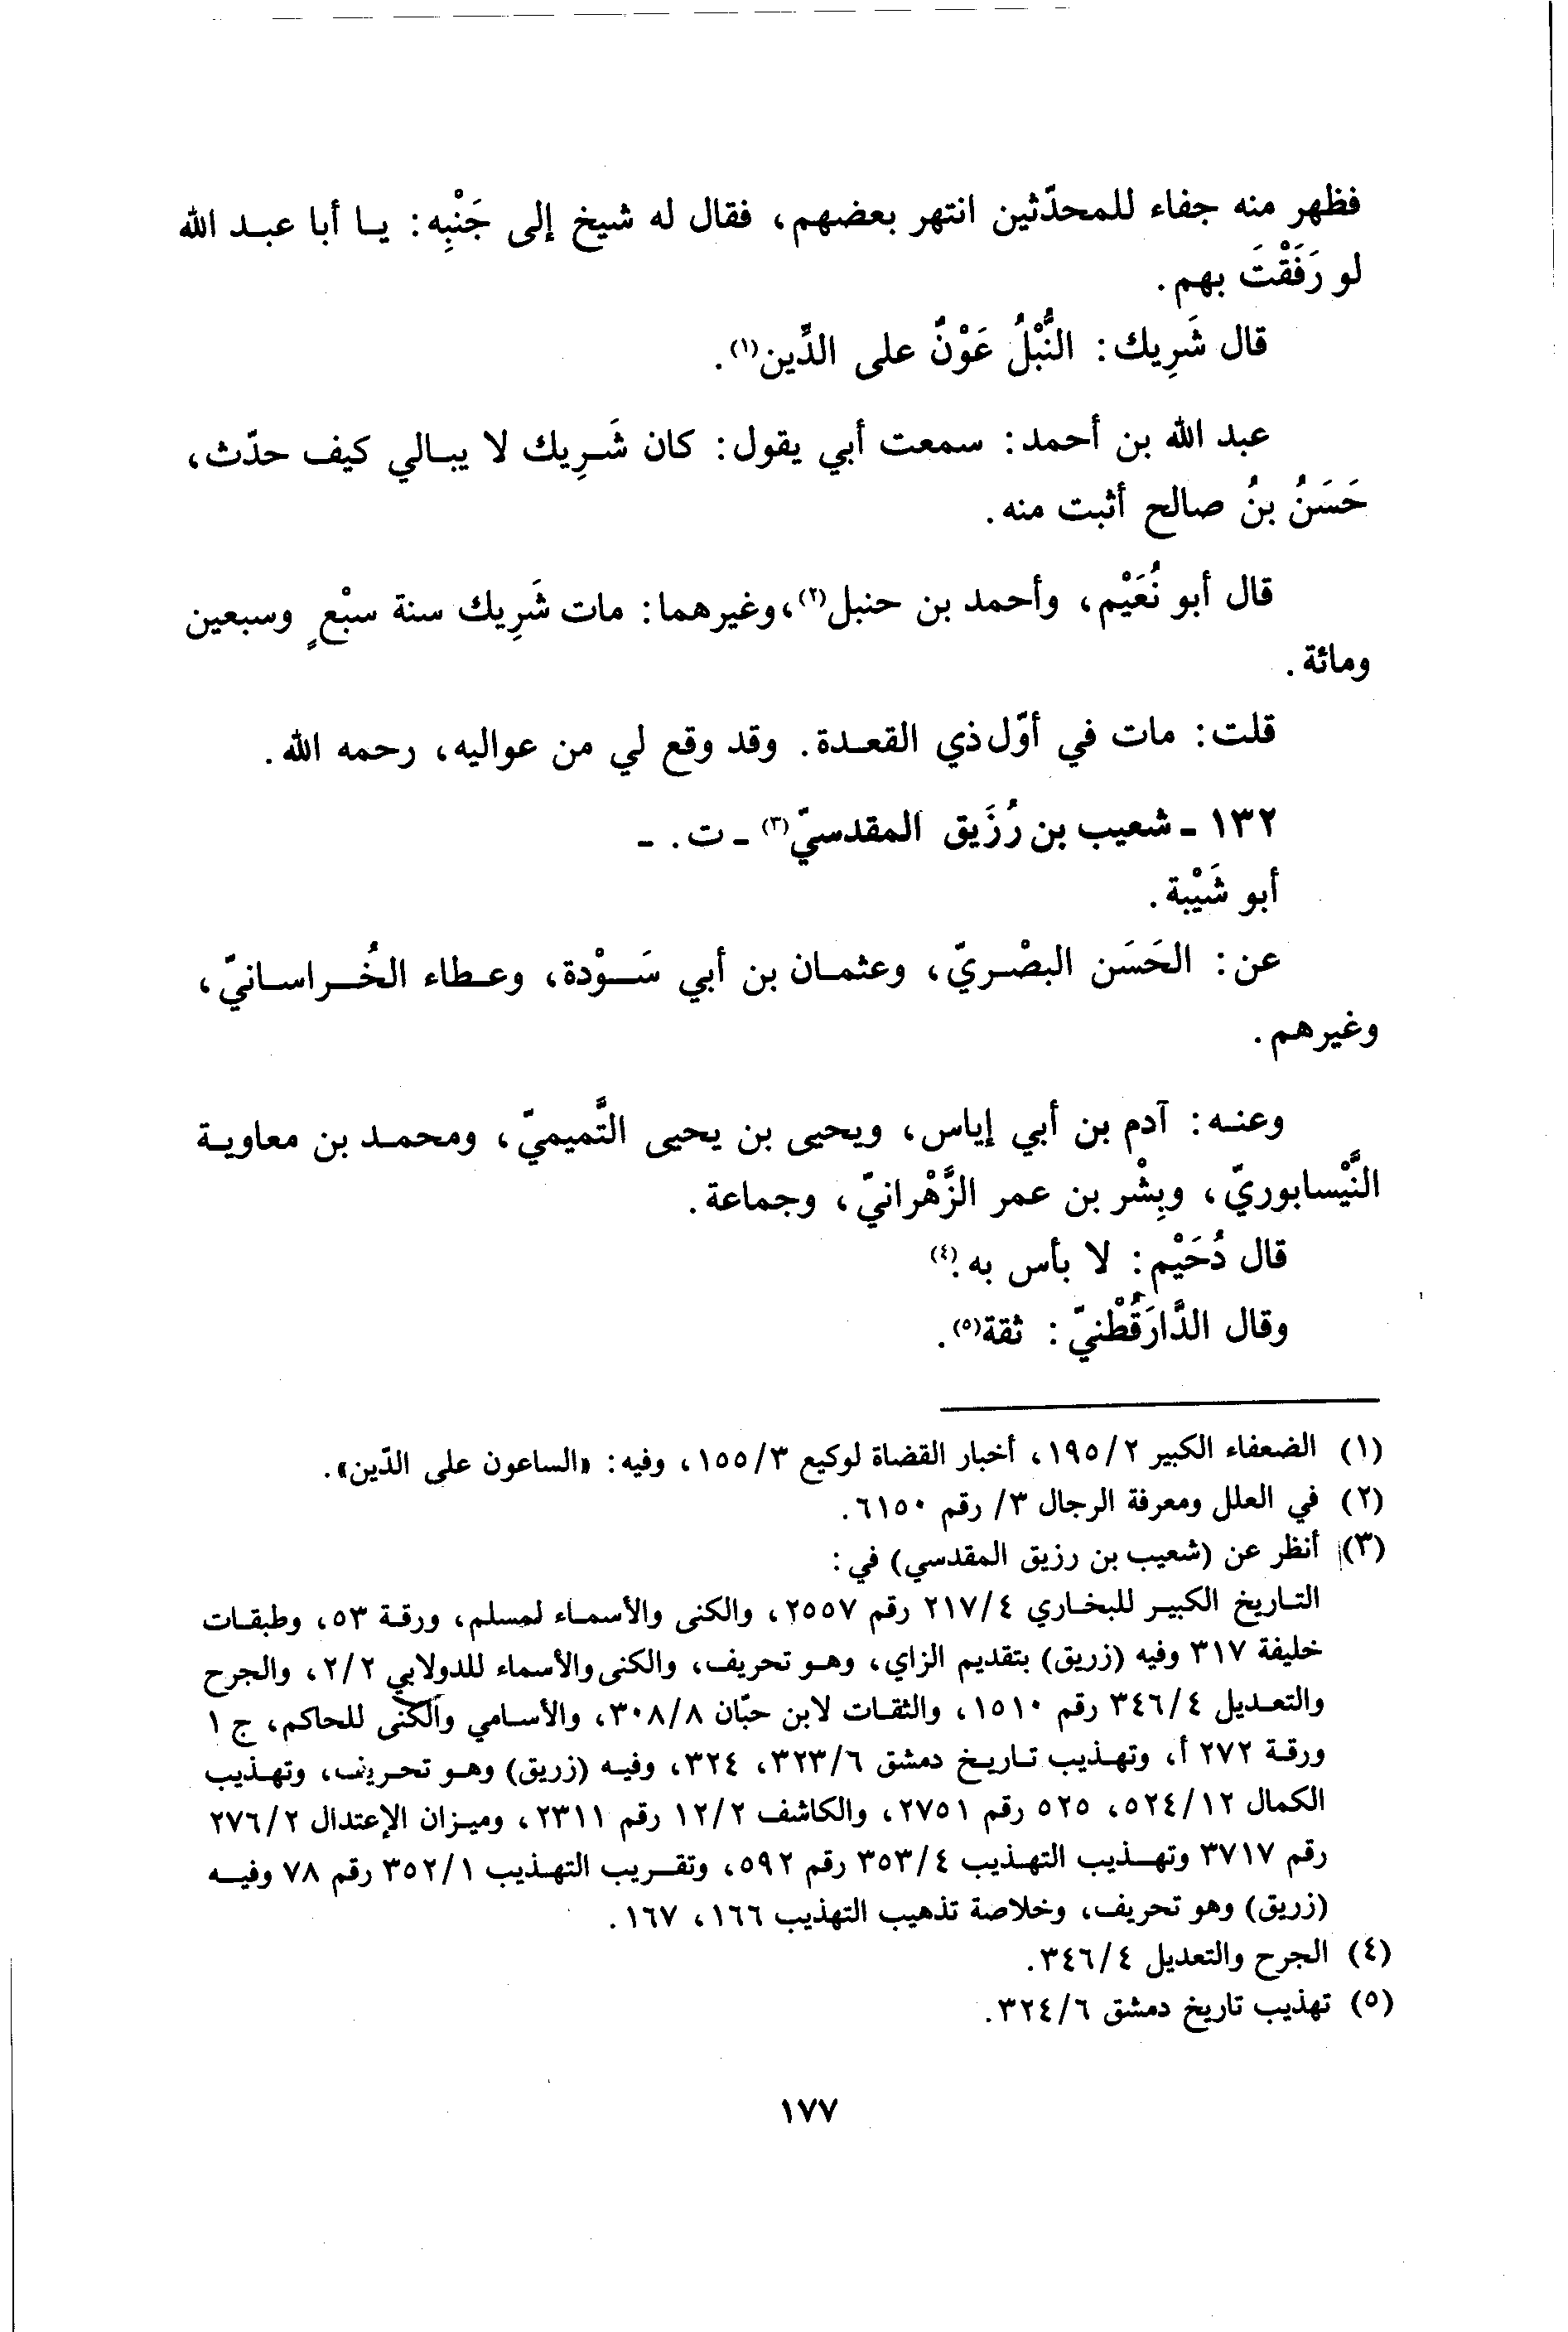 فظهر منه جفاء للمحدّثين انتهر بعضهم، فقال له شيخ إلى جَنْبِه: يا أبا عبد الله
لو رَفَقْتَ بهم.
قال شَرِيك: النُّبْلُ عَوْنٌ على الدِّين(١).
عبد الله بن أحمد: سمعت أبي يقول: كان شَرِيك لا يبالي كيف حدّث،
حَسَنُ بنُ صالح أثبت منه.
قال أبو نُعَيْم، وأحمد بن حنبل(٢)، وغيرهما: مات شَرِيك سنة سبْعٍ وسبعين
ومائة.
قلت: مات في أوّل ذي القعدة. وقد وقع لي من عواليه، رحمه الله.
١٣٢ - شعيب بن رُزَيق المقدسيّ(٣) - ت. -
أبو شَيْبة.
عن: الحَسَن البصْريّ، وعثمان بن أبي سَوْدة، وعطاء الخُراسانيّ،
وغيرهم.
وعنه: آدم بن أبي إياس، ويحيى بن يحيى التَّميميّ، ومحمد بن معاوية
النَّيْسابوريّ، وبِشْر بن عمر الزَّهْرانيّ، وجماعة.
قال دُحَيْم: لا بأس به.(٤)
وقال الدَّارَقُطْنيّ: ثقة(٥).
(١) الضعفاء الكبير ١٩٥/٢، أخبار القضاة لوكيع ١٥٥/٣، وفيه: «الساعون على الدّين».
(٢) في العلل ومعرفة الرجال ٣/ رقم ٦١٥٠.
(٣) أنظر عن (شعيب بن رزيق المقدسي) في:
التاريخ الكبير للبخاري ٢١٧/٤ رقم ٢٥٥٧، والكنى والأسماء لمسلم، ورقة ٥٣، وطبقات
خليفة ٣١٧ وفيه (زريق) بتقديم الزاي، وهو تحريف، والكنى والأسماء للدولابي ٢/٢، والجرح
والتعديل ٣٤٦/٤ رقم ١٥١٠، والثقات لابن حبّان ٣٠٨/٨، والأسامي والكنى للحاكم، ج ١
ورقة ٢٧٢ أ، وتهذيب تاريخ دمشق ٣٢٣/٦، ٣٢٤، وفيه (زريق) وهو تحريف، وتهذيب
الكمال ٥٢٤/١٢، ٥٢٥ رقم ٢٧٥١، والكاشف ١٢/٢ رقم ٢٣١١، وميزان الإعتدال ٢٧٦/٢
رقم ٣٧١٧ وتهذيب التهذيب ٣٥٣/٤ رقم ٥٩٢، وتقريب التهذيب ٣٥٢/١ رقم ٧٨ وفيه
(زريق) وهو تحريف، وخلاصة تذهيب التهذيب ١٦٦، ١٦٧.
(٤) الجرح والتعديل ٣٤٦/٤.
(٥) تهذيب تاريخ دمشق ٣٢٤/٦.
١٧٧